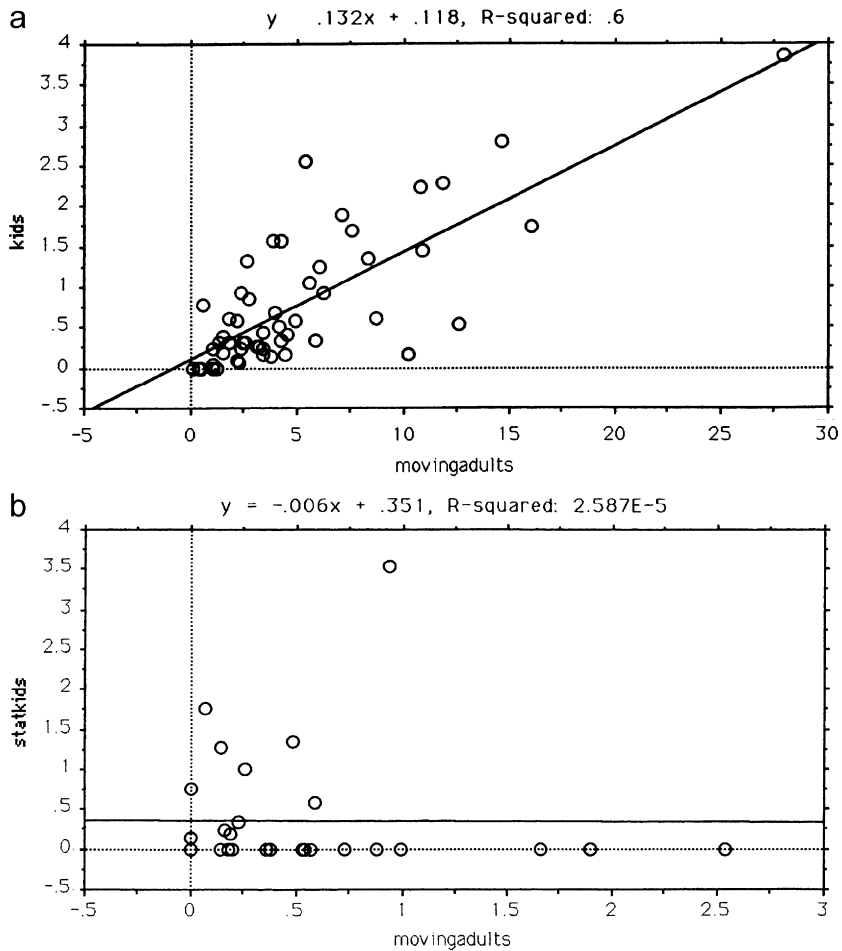 a
y .132x + .118, R-squared: .6
4
3.5
3
2.5
2
1.5
1
.5
0
-.5
kids
-5 0 5 10 15 20 25 30
movingadults
b
y = -.006x + .351, R-squared: 2.587E-5
4
3.5
3
2.5
2
1.5
1
.5
0
-.5
statkids
-.5 0 .5 1 1.5 2 2.5 3
movingadults